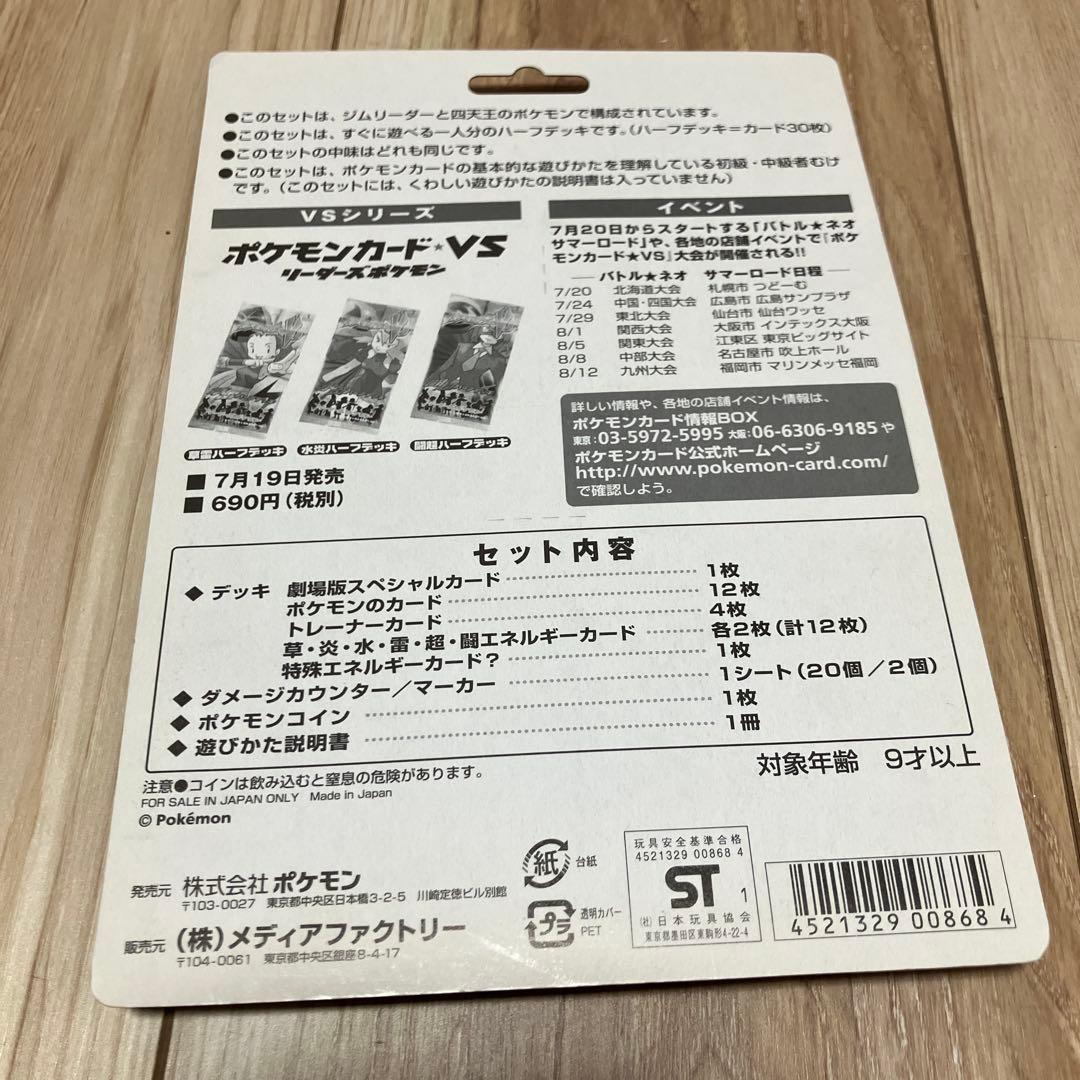 ●このセットは、ジムリーダーと四天王のポケモンで構成されています。
●このセットは、すぐに遊べる一人分のハーフデッキです。(ハーフデッキ=カード30枚)
●このセットの中味はどれも同じです。
●このセットは、ポケモンカードの基本的な遊びかたを理解している初級・中級者むけ
です。(このセットには、くわしい遊びかたの説明書は入っていません)
VSシリーズ
ポケモンカード★VS
リーダーズポケモン
草雷ハーフデッキ 水炎ハーフデッキ 闘超ハーフデッキ
■ 7月19日発売
■ 690円(税別)
イベント
7月20日からスタートする「バトル★ネオ
サマーロード」や、各地の店舗イベントで『ポケ
モンカード★VS』大会が開催される!!
バトル★ネオ サマーロード日程
7/20 北海道大会 札幌市 つどーむ
7/24 中国・四国大会 広島市 広島サンプラザ
7/29 東北大会 仙台市 仙台ワッセ
8/1 関西大会 大阪市 インテックス大阪
8/5 関東大会 江東区 東京ビッグサイト
8/8 中部大会 名古屋市 吹上ホール
8/12 九州大会 福岡市 マリンメッセ福岡
詳しい情報や、各地の店舗イベント情報は、
ポケモンカード情報BOX
東京:03-5972-5995 大阪:06-6306-9185 や
ポケモンカード公式ホームページ
http://www.pokemon-card.com/
で確認しよう。
セット内容
◆ デッキ 劇場版スペシャルカード 1枚
ポケモンのカード 12枚
トレーナーカード 4枚
草・炎・水・雷・超・闘エネルギーカード 各2枚(計12枚)
特殊エネルギーカード? 1枚
◆ ダメージカウンター/マーカー 1シート(20個/2個)
◆ ポケモンコイン 1枚
◆ 遊びかた説明書 1冊
対象年齢 9才以上
注意●コインは飲み込むと窒息の危険があります。
FOR SALE IN JAPAN ONLY Made in Japan
© Pokémon
発売元 株式会社 ポケモン
〒103-0027 東京都中央区日本橋3-2-5 川崎定徳ビル別館
販売元 (株)メディアファクトリー
〒104-0061 東京都中央区銀座8-4-17
紙 台紙
プラ 透明カバー
PET
玩具安全基準合格
4521329 00868 4
ST 1
(社)日本玩具協会
東京都墨田区東駒形4-22-4
4 521329 008684